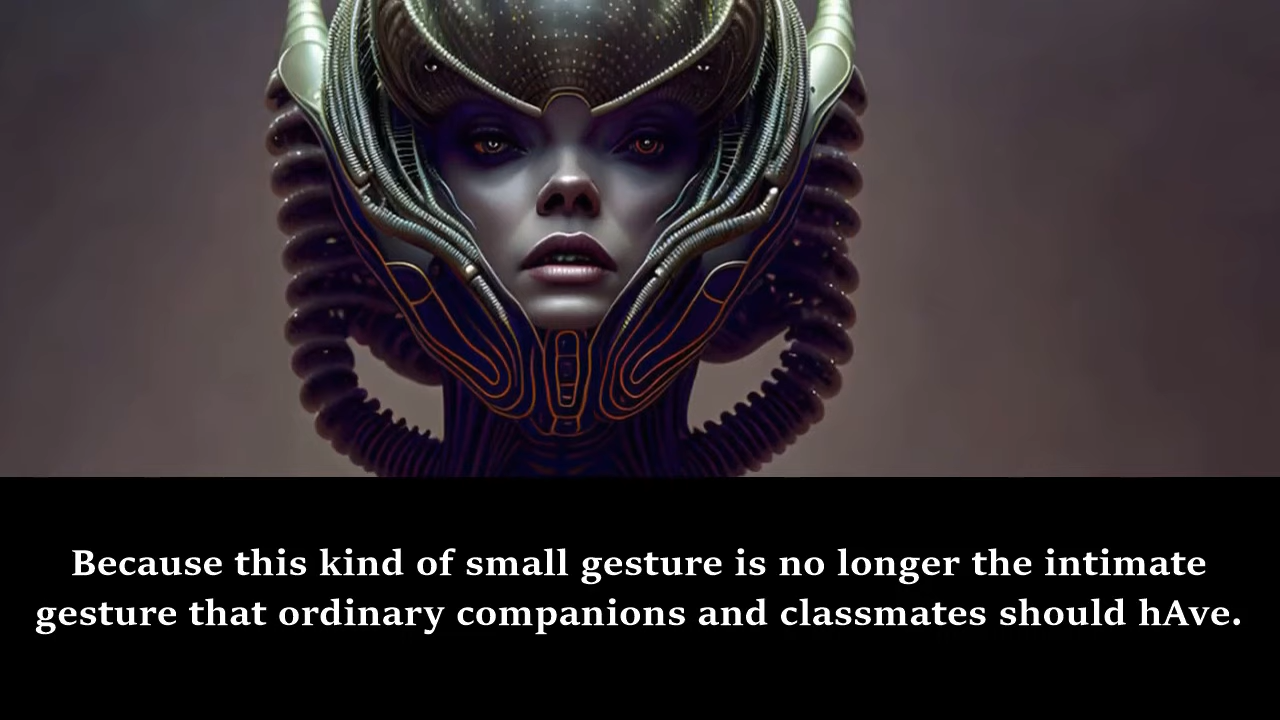 Because this kind of small gesture is no longer the intimate
gesture that ordinary companions and classmates should hAve.